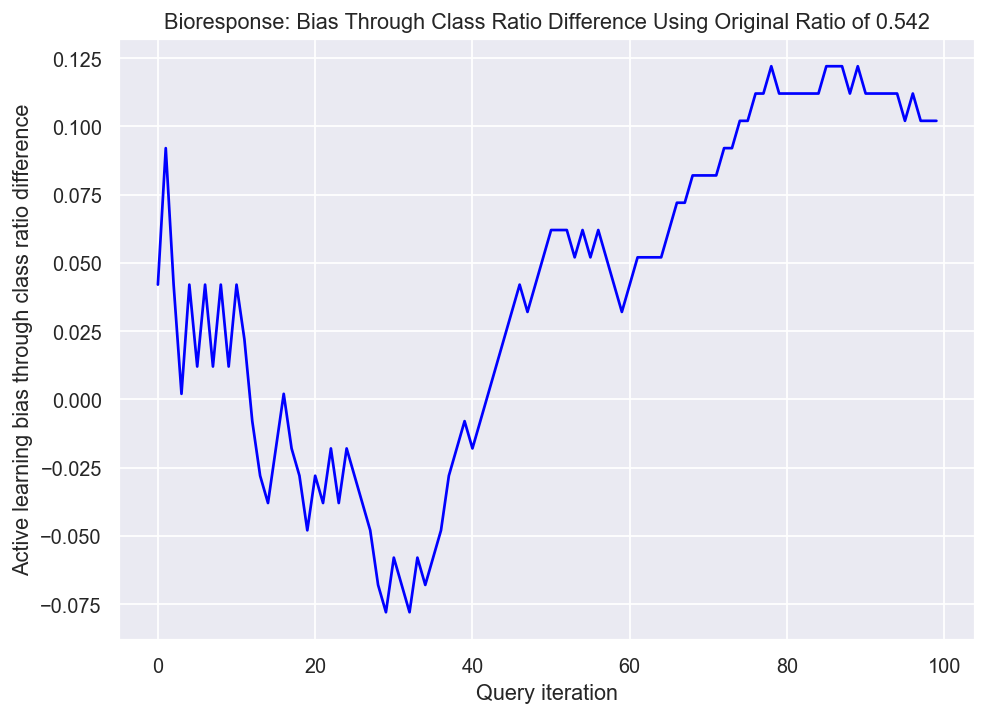 Bioresponse: Bias Through Class Ratio Difference Using Original Ratio of 0.542
Active learning bias through class ratio difference
0.125
0.100
0.075
0.050
0.025
0.000
−0.025
−0.050
−0.075
0 20 40 60 80 100
Query iteration